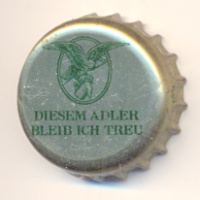 DIESEM ADLER
BLEIB ICH TREU